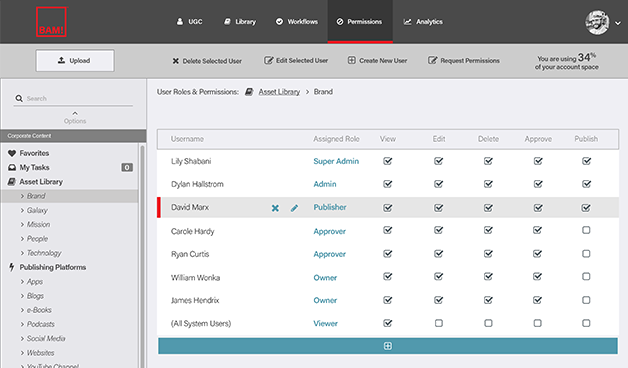 BAM!
UGC
Library
Workflows
Permissions
Analytics
Upload
Delete Selected User
Edit Selected User
Create New User
Request Permissions
You are using 34%
of your account space
Search
Options
Corporate Content
Favorites
My Tasks 0
Asset Library
> Brand
> Galaxy
> Mission
> People
> Technology
Publishing Platforms
> Apps
> Blogs
> e-Books
> Podcasts
> Social Media
> Websites
> YouTube Channel
User Roles & Permissions: Asset Library > Brand
Username Assigned Role View Edit Delete Approve Publish
Lily Shabani Super Admin
Dylan Hallstrom Admin
David Marx Publisher
Carole Hardy Approver
Ryan Curtis Approver
William Wonka Owner
James Hendrix Owner
(All System Users) Viewer